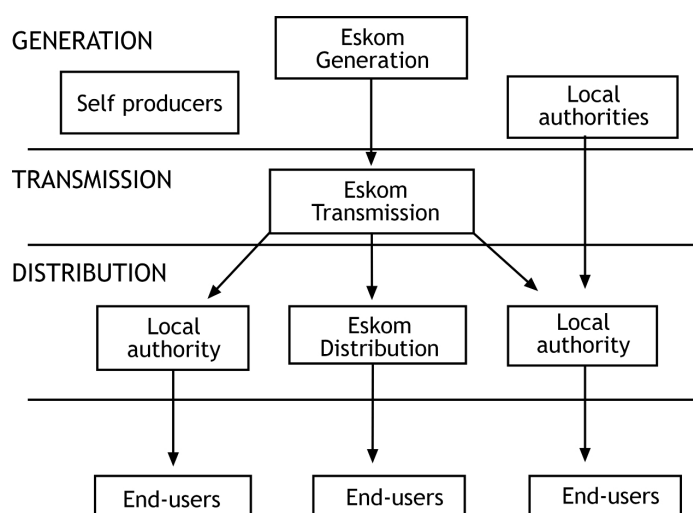 GENERATION
Eskom
Generation
Self producers
Local
authorities
TRANSMISSION
Eskom
Transmission
DISTRIBUTION
Local
authority
Eskom
Distribution
Local
authority
End-users
End-users
End-users